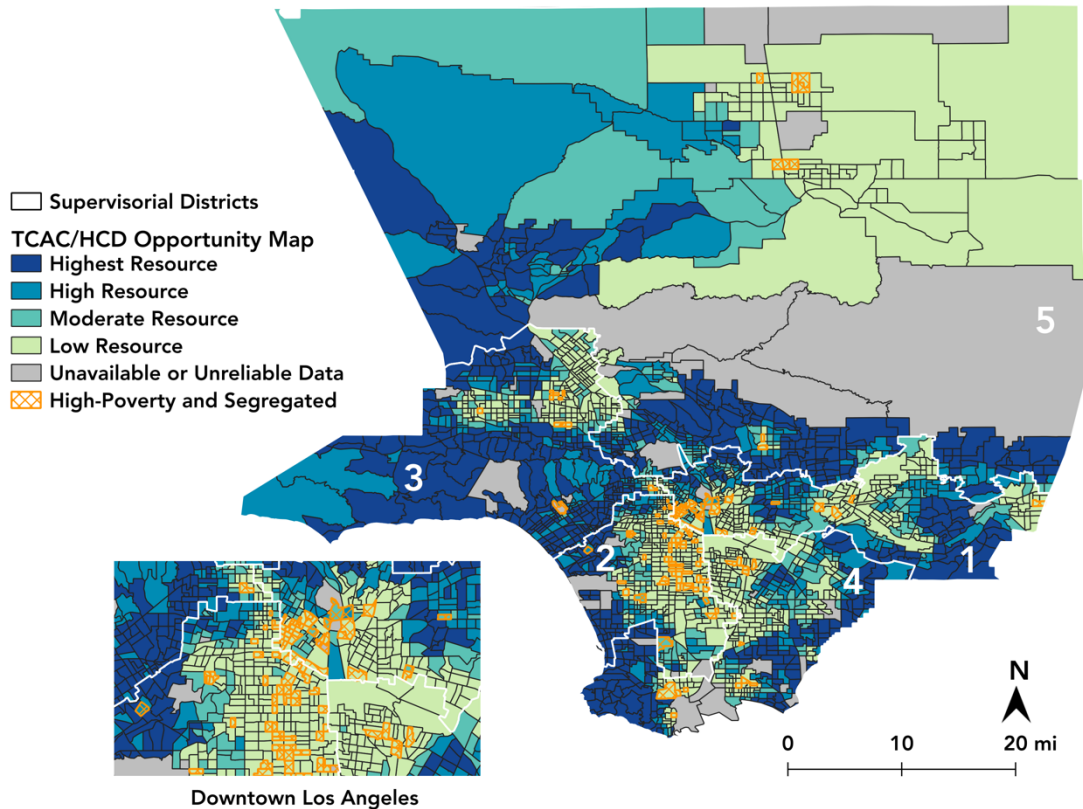 Supervisorial Districts
TCAC/HCD Opportunity Map
Highest Resource
High Resource
Moderate Resource
Low Resource
Unavailable or Unreliable Data
High-Poverty and Segregated
5
3
2
1
4
N
0 10 20 mi
Downtown Los Angeles